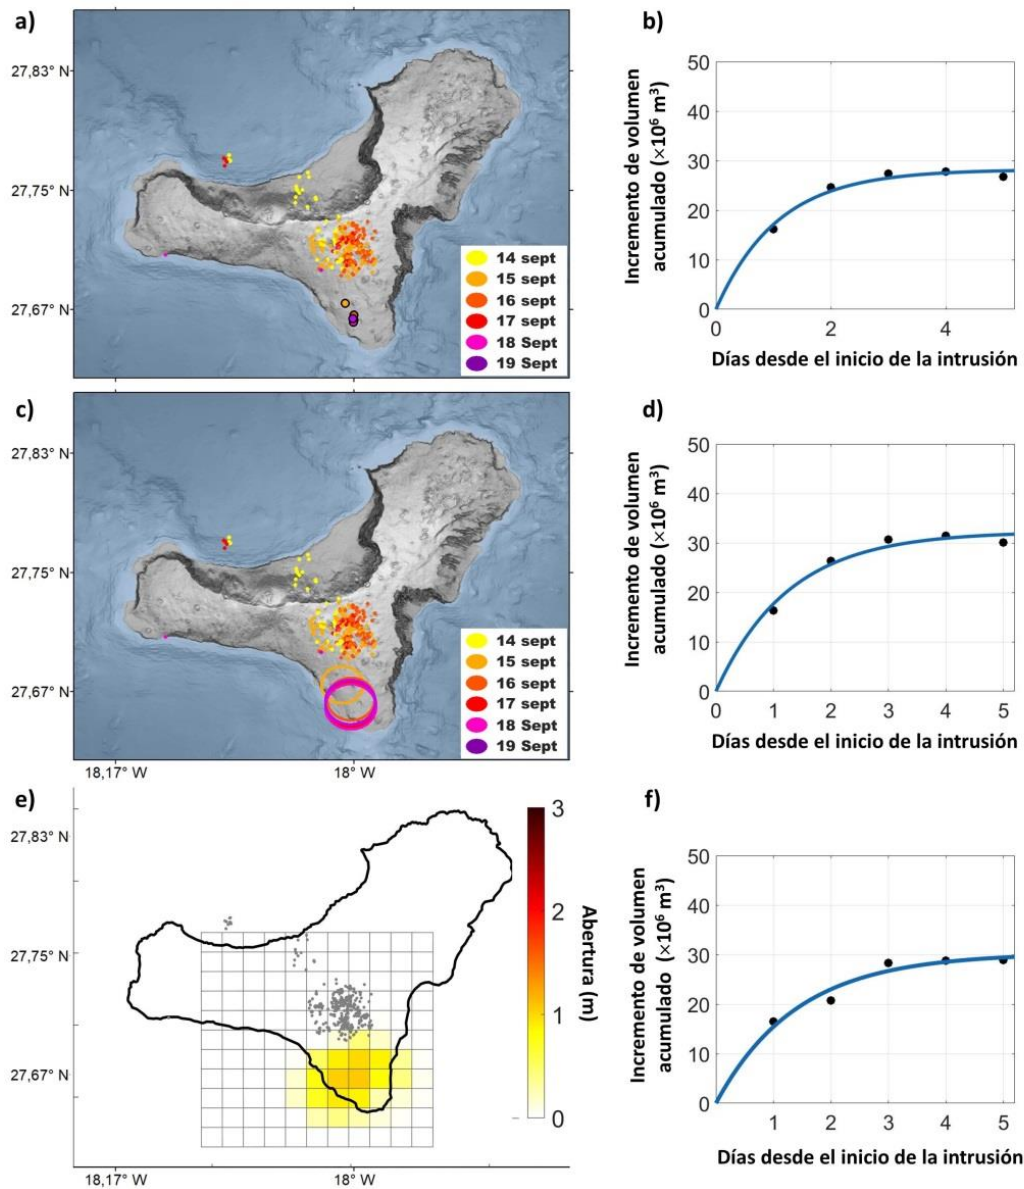 a)
27,83° N
27,75° N
27,67° N
14 sept
15 sept
16 sept
17 sept
18 Sept
19 Sept
b)
Incremento de volumen
acumulado (×10⁶ m³)
50
40
30
20
10
0
0 2 4
Días desde el inicio de la intrusión
c)
27,83° N
27,75° N
27,67° N
14 sept
15 sept
16 sept
17 sept
18 Sept
19 Sept
18,17° W 18° W
d)
Incremento de volumen
acumulado (×10⁶ m³)
50
40
30
20
10
0
0 1 2 3 4 5
Días desde el inicio de la intrusión
e)
27,83° N
27,75° N
27,67° N
18,17° W 18° W
3
2
1
0
Abertura (m)
f)
Incremento de volumen
acumulado (×10⁶ m³)
50
40
30
20
10
0
1 2 3 4 5
Días desde el inicio de la intrusión